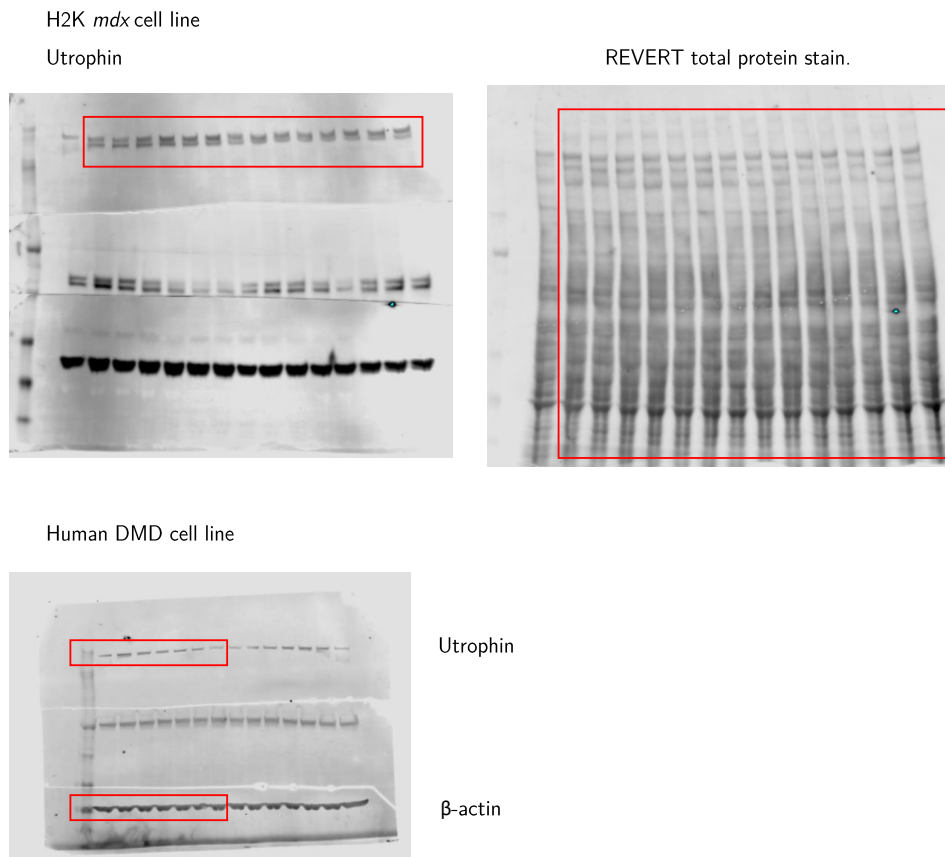 H2K mdx cell line
Utrophin
REVERT total protein stain.
Human DMD cell line
Utrophin
β-actin